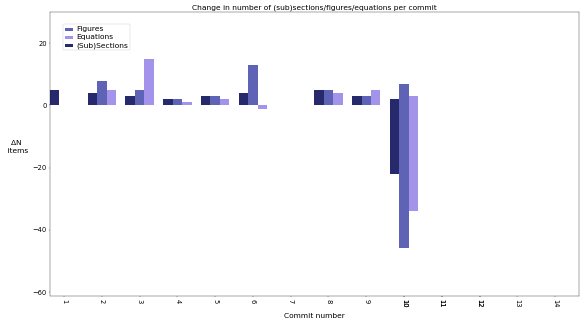 Change in number of (sub)sections/figures/equations per commit
Figures
Equations
(Sub)Sections
20
0
−20
−40
−60
ΔN
items
1
2
3
4
5
6
7
8
9
10
11
12
13
14
Commit number